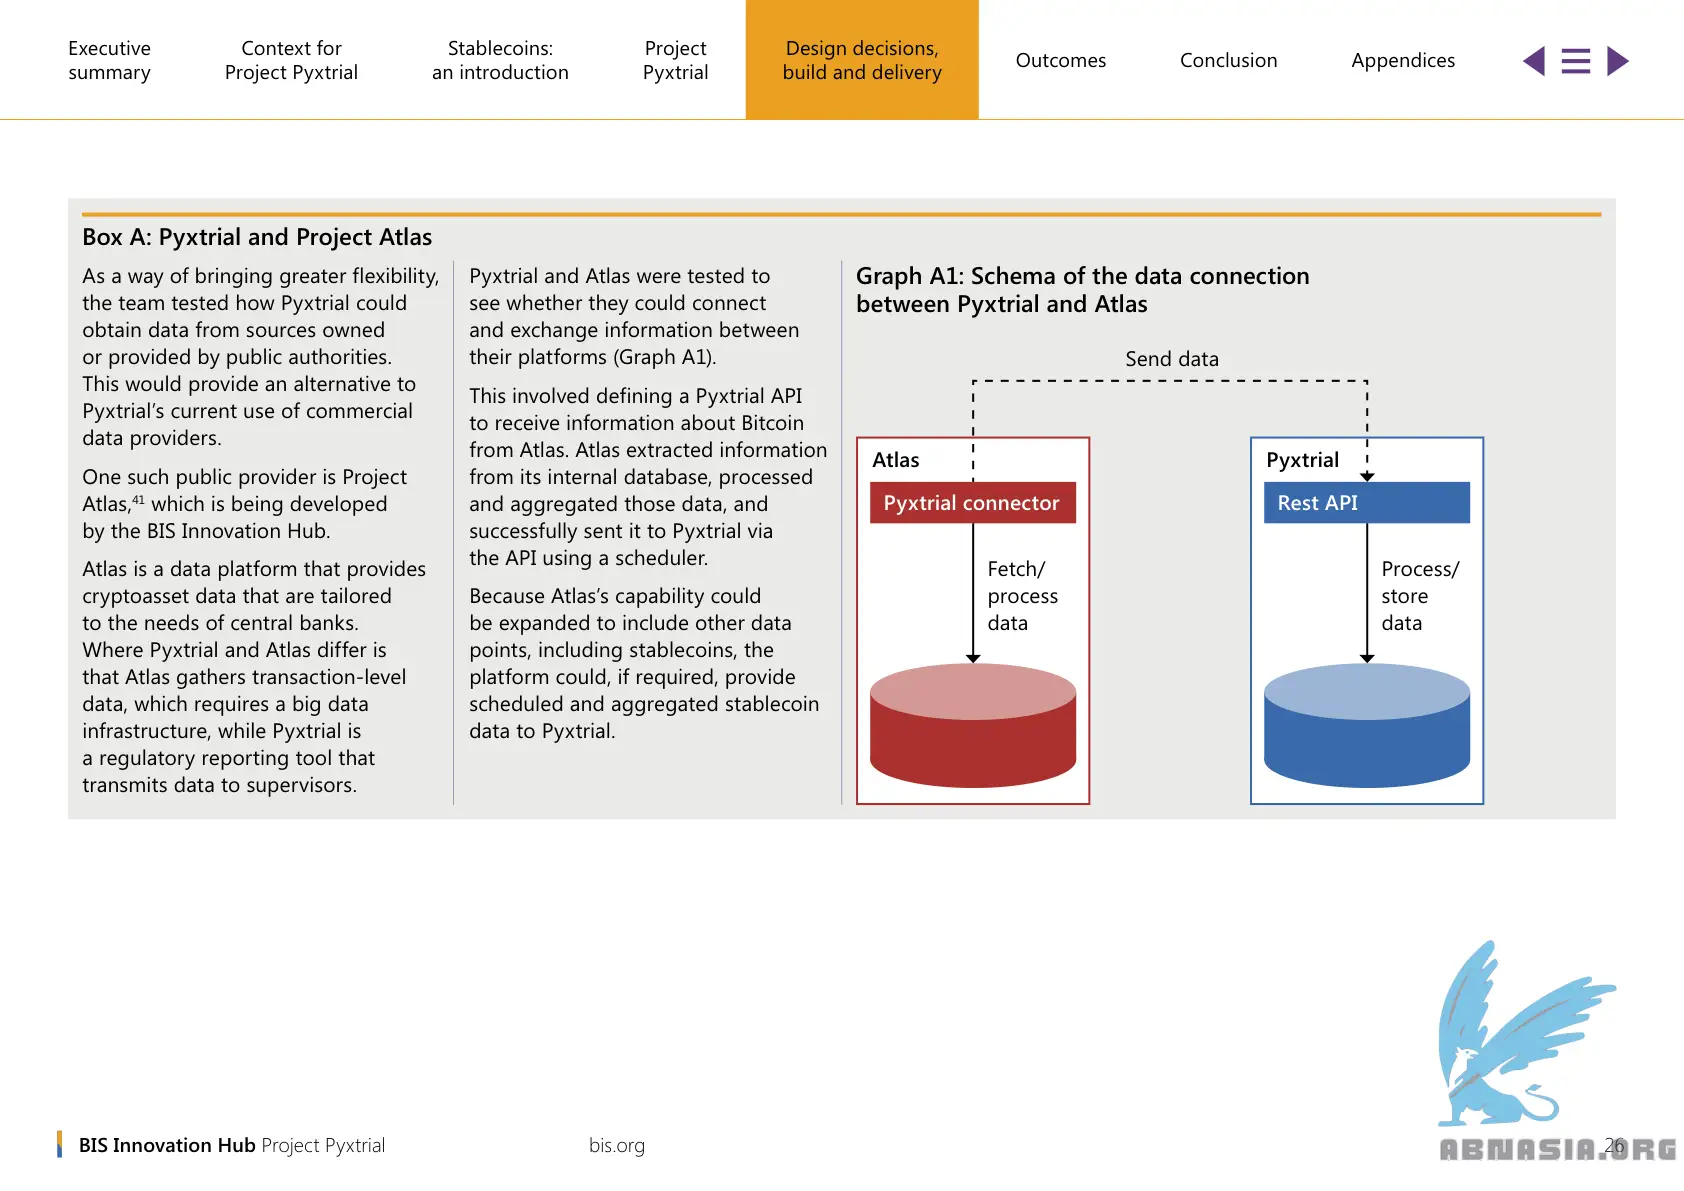 Executive
summary
Context for
Project Pyxtrial
Stablecoins:
an introduction
Project
Pyxtrial
Design decisions,
build and delivery
Outcomes
Conclusion
Appendices
Box A: Pyxtrial and Project Atlas
As a way of bringing greater flexibility,
the team tested how Pyxtrial could
obtain data from sources owned
or provided by public authorities.
This would provide an alternative to
Pyxtrial’s current use of commercial
data providers.
One such public provider is Project
Atlas,41 which is being developed
by the BIS Innovation Hub.
Atlas is a data platform that provides
cryptoasset data that are tailored
to the needs of central banks.
Where Pyxtrial and Atlas differ is
that Atlas gathers transaction-level
data, which requires a big data
infrastructure, while Pyxtrial is
a regulatory reporting tool that
transmits data to supervisors.
Pyxtrial and Atlas were tested to
see whether they could connect
and exchange information between
their platforms (Graph A1).
This involved defining a Pyxtrial API
to receive information about Bitcoin
from Atlas. Atlas extracted information
from its internal database, processed
and aggregated those data, and
successfully sent it to Pyxtrial via
the API using a scheduler.
Because Atlas’s capability could
be expanded to include other data
points, including stablecoins, the
platform could, if required, provide
scheduled and aggregated stablecoin
data to Pyxtrial.
Graph A1: Schema of the data connection
between Pyxtrial and Atlas
Send data
Atlas
Pyxtrial connector
Fetch/
process
data
Pyxtrial
Rest API
Process/
store
data
BIS Innovation Hub Project Pyxtrial
bis.org
26
ABNASIA.ORG